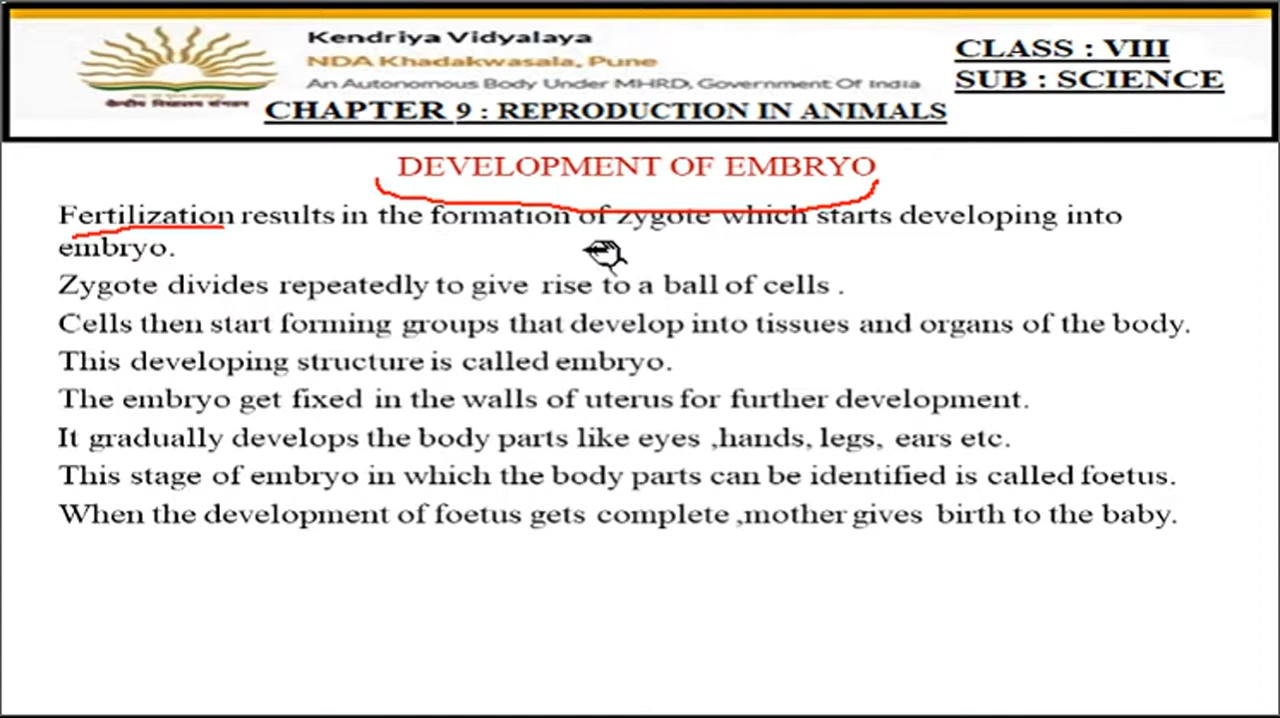 Kendriya Vidyalaya
NDA Khadakwasala, Pune
An Autonomous Body Under MHRD, Government Of India
केन्द्रीय विद्यालय संगठन
CHAPTER 9 : REPRODUCTION IN ANIMALS
CLASS : VIII
SUB : SCIENCE
DEVELOPMENT OF EMBRYO
Fertilization results in the formation of zygote which starts developing into
embryo.
Zygote divides repeatedly to give rise to a ball of cells .
Cells then start forming groups that develop into tissues and organs of the body.
This developing structure is called embryo.
The embryo get fixed in the walls of uterus for further development.
It gradually develops the body parts like eyes ,hands, legs, ears etc.
This stage of embryo in which the body parts can be identified is called foetus.
When the development of foetus gets complete ,mother gives birth to the baby.